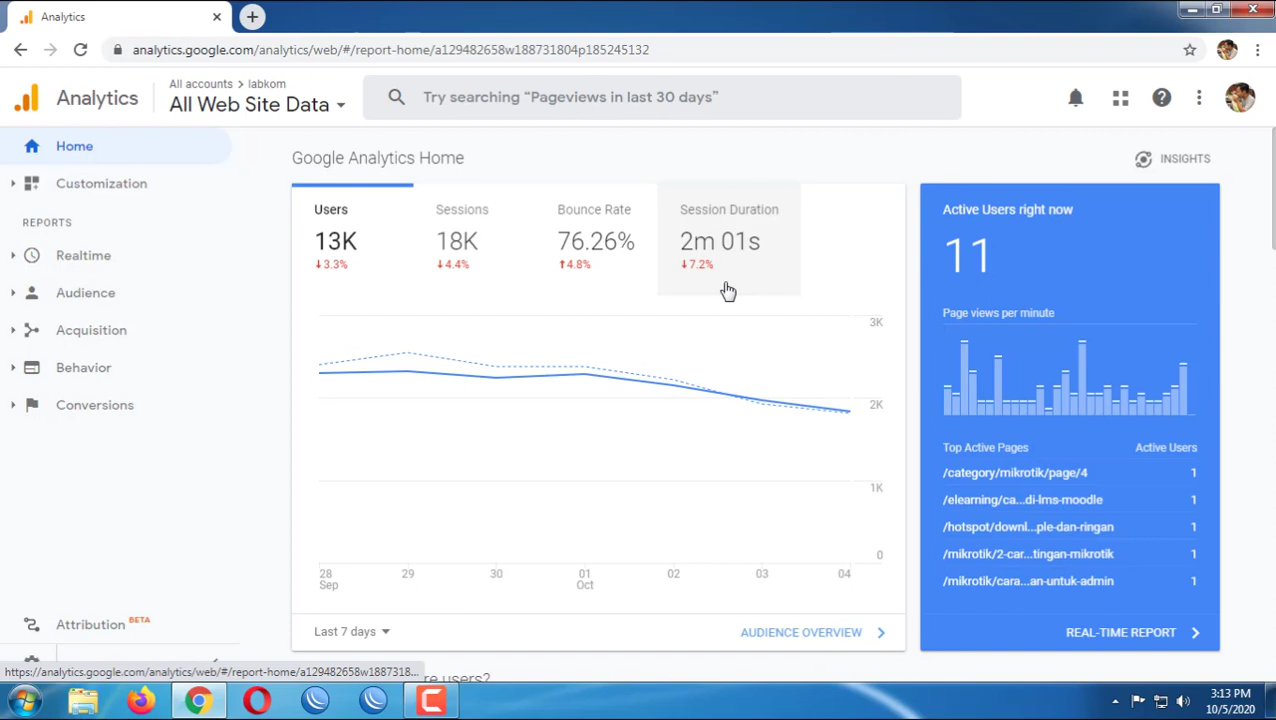 Analytics
analytics.google.com/analytics/web/#/report-home/a129482658w188731804p185245132
Analytics
All accounts > labkom
All Web Site Data
Try searching “Pageviews in last 30 days”
Home
Customization
REPORTS
Realtime
Audience
Acquisition
Behavior
Conversions
Attribution BETA
Google Analytics Home
INSIGHTS
Users
13K
↓3.3%
Sessions
18K
↓4.4%
Bounce Rate
76.26%
↑4.8%
Session Duration
2m 01s
↓7.2%
3K
2K
1K
0
28 29 30 01 02 03 04
Sep Oct
Last 7 days
AUDIENCE OVERVIEW
Active Users right now
11
Page views per minute
Top Active Pages Active Users
/category/mikrotik/page/4 1
/elearning/ca...di-lms-moodle 1
/hotspot/downl...ple-dan-ringan 1
/mikrotik/2-car...tingan-mikrotik 1
/mikrotik/cara...an-untuk-admin 1
REAL-TIME REPORT
https://analytics.google.com/analytics/web/#/report-home/a129482658w1887318...
re users?
3:13 PM
10/5/2020